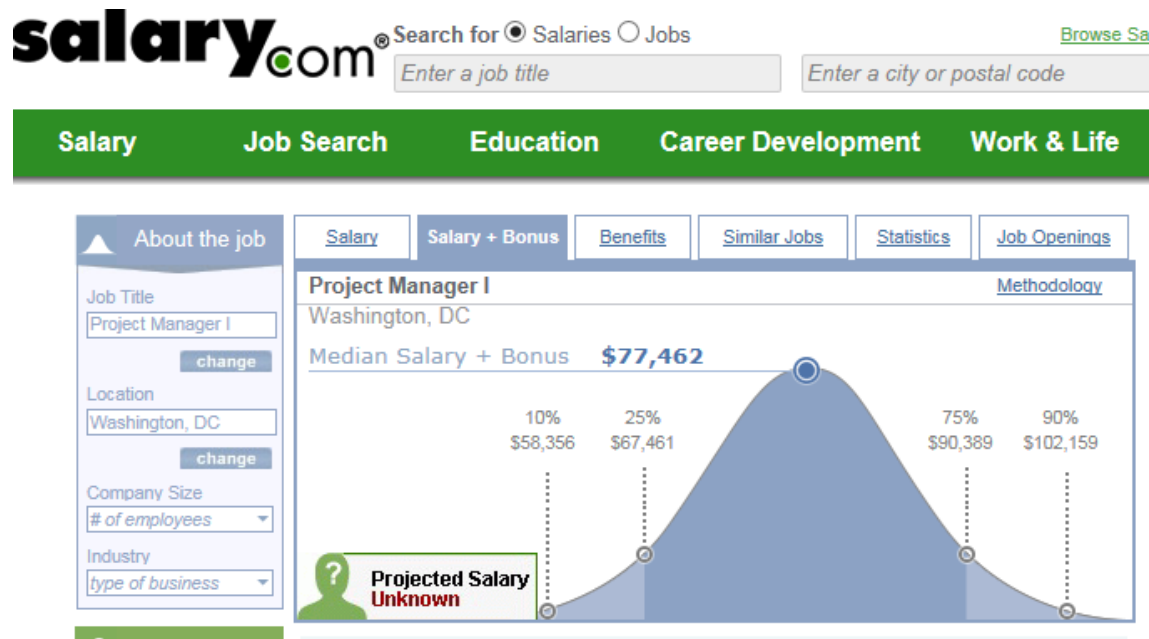 salary.com®
Search for Salaries Jobs
Browse Sa
Enter a job title
Enter a city or postal code
Salary Job Search Education Career Development Work & Life
About the job
Job Title
Project Manager I
change
Location
Washington, DC
change
Company Size
# of employees
Industry
type of business
Salary Salary + Bonus Benefits Similar Jobs Statistics Job Openings
Project Manager I Methodology
Washington, DC
Median Salary + Bonus $77,462
10% 25% 75% 90%
$58,356 $67,461 $90,389 $102,159
?
Projected Salary
Unknown